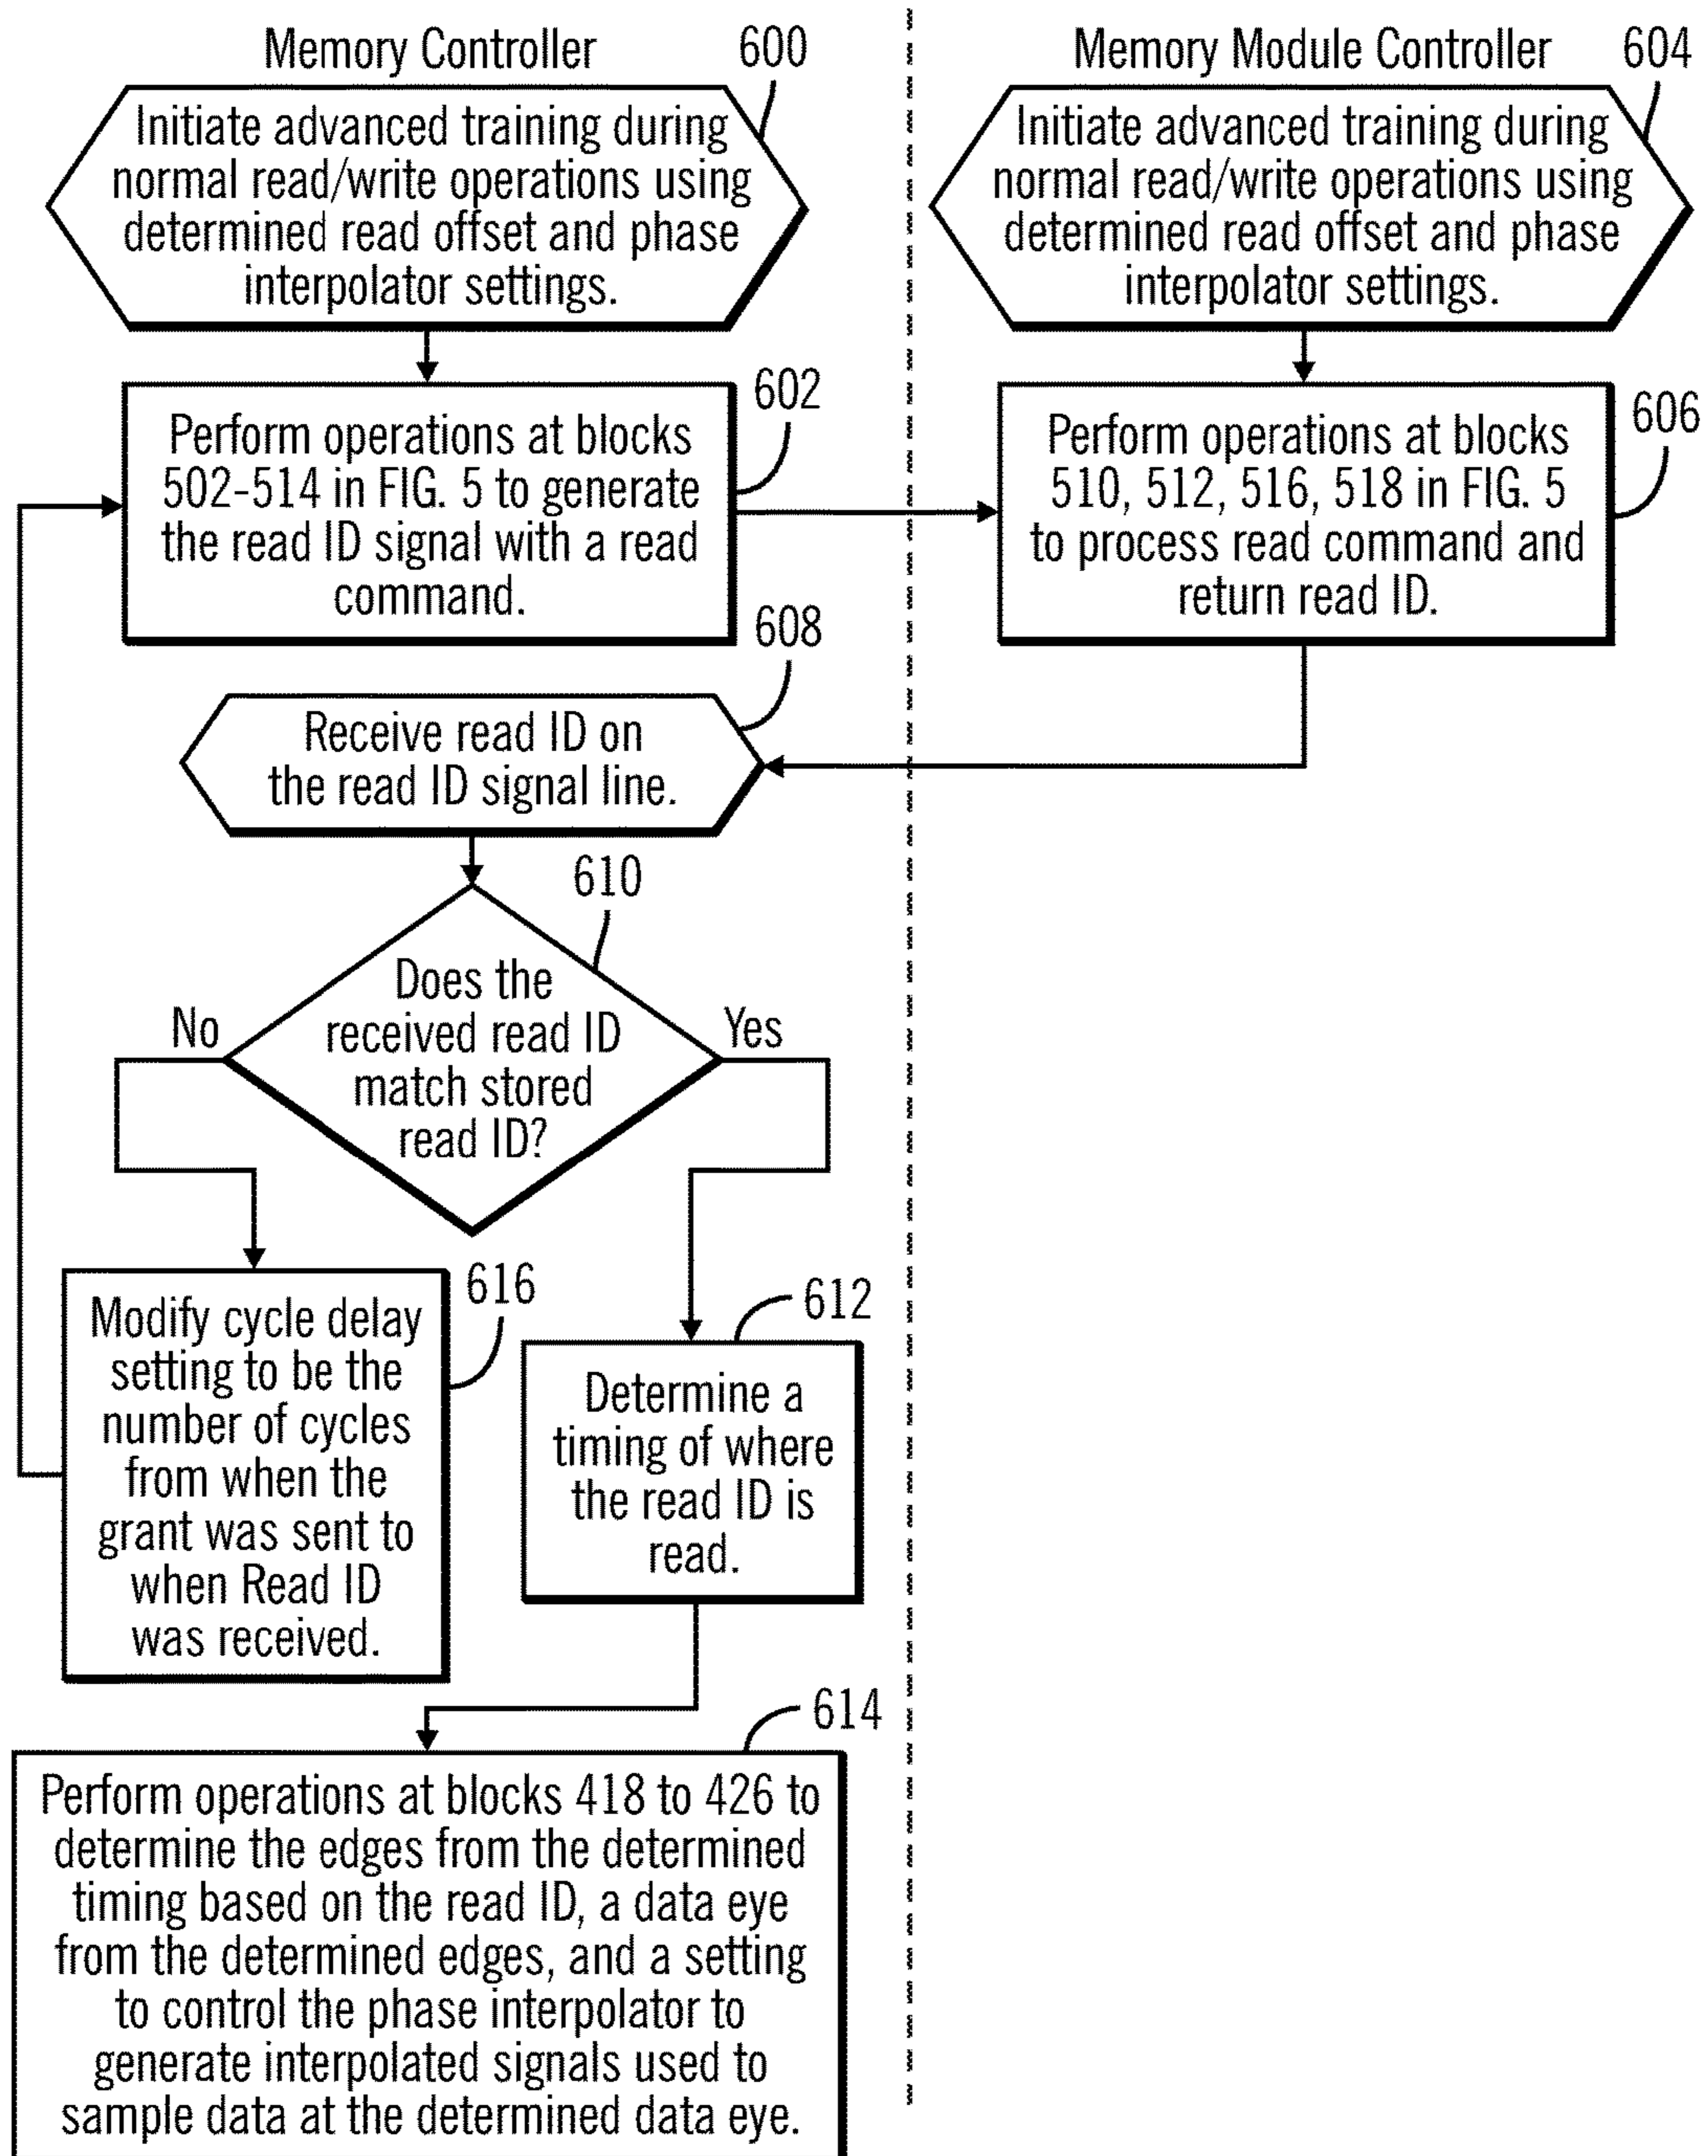 Memory Controller
600
Memory Module Controller
604
Initiate advanced training during
normal read/write operations using
determined read offset and phase
interpolator settings.
Initiate advanced training during
normal read/write operations using
determined read offset and phase
interpolator settings.
602
Perform operations at blocks
502-514 in FIG. 5 to generate
the read ID signal with a read
command.
606
Perform operations at blocks
510, 512, 516, 518 in FIG. 5
to process read command and
return read ID.
608
Receive read ID on
the read ID signal line.
610
Does the
received read ID
match stored
read ID?
No
Yes
616
Modify cycle delay
setting to be the
number of cycles
from when the
grant was sent to
when Read ID
was received.
612
Determine a
timing of where
the read ID is
read.
614
Perform operations at blocks 418 to 426 to
determine the edges from the determined
timing based on the read ID, a data eye
from the determined edges, and a setting
to control the phase interpolator to
generate interpolated signals used to
sample data at the determined data eye.